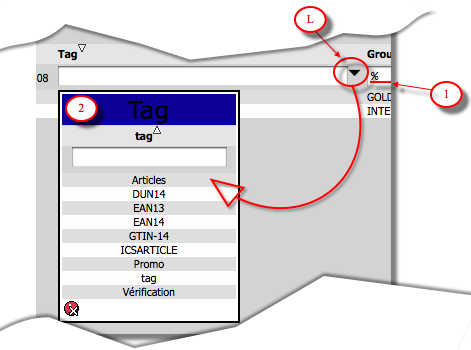 L
Tag
Grou
08
%
1
2
Tag
tag
GOLD
INTE
Articles
DUN14
EAN13
EAN14
GTIN-14
ICSARTICLE
Promo
tag
Vérification